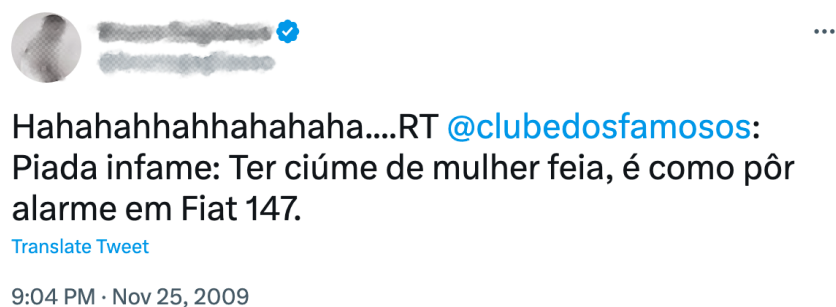 Hahahahhahhahahaha....RT @clubedosfamosos:
Piada infame: Ter ciúme de mulher feia, é como pôr
alarme em Fiat 147.
Translate Tweet
9:04 PM · Nov 25, 2009